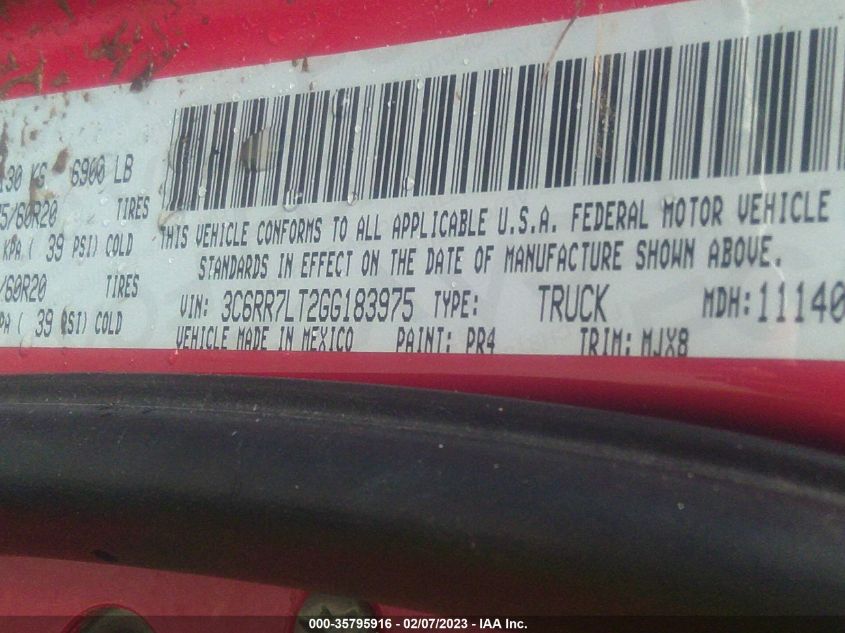 130 KG 6900 LB
5/60R20 TIRES
KPA ( 39 PSI) COLD
/60R20 TIRES
PA ( 39 PSI) COLD
THIS VEHICLE CONFORMS TO ALL APPLICABLE U.S.A. FEDERAL MOTOR VEHICLE
STANDARDS IN EFFECT ON THE DATE OF MANUFACTURE SHOWN ABOVE.
VIN: 3C6RR7LT2GG183975 TYPE: TRUCK MDH: 11140
VEHICLE MADE IN MEXICO PAINT: PR4 TRIM: MJX8
000-35795916 - 02/07/2023 - IAA Inc.